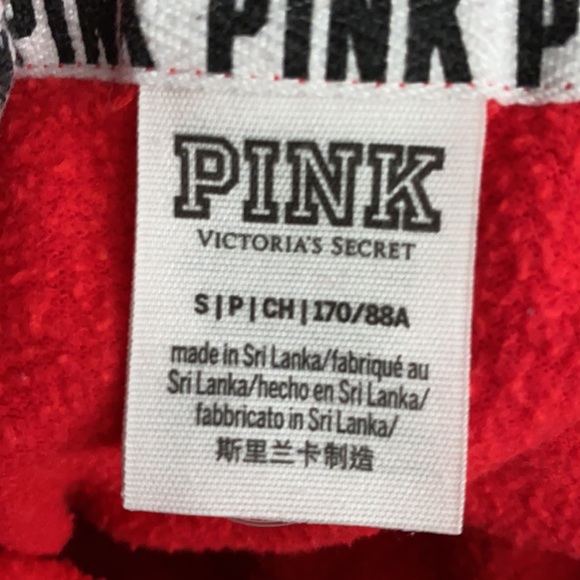 PINK PINK P
PINK
VICTORIA'S SECRET
S|P|CH|170/88A
made in Sri Lanka/fabriqué au
Sri Lanka/hecho en Sri Lanka/
fabbricato in Sri Lanka/
斯里兰卡制造